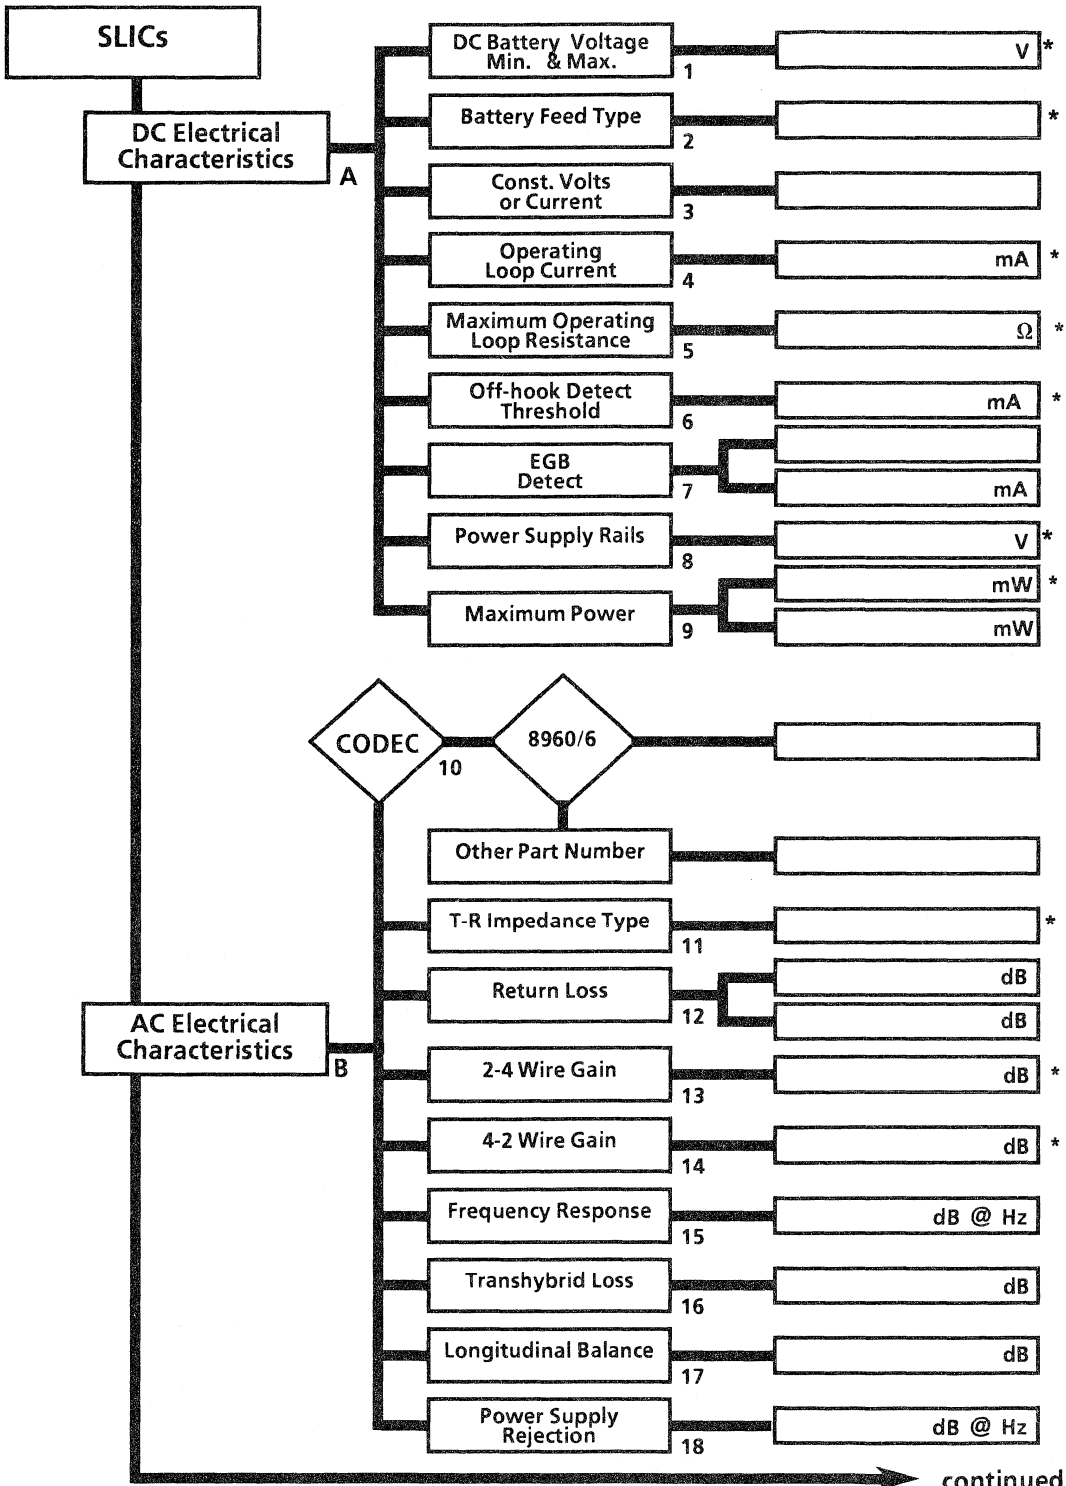 SLICs
DC Electrical
Characteristics
A
DC Battery Voltage
Min. & Max.
1
V *
Battery Feed Type
2
*
Const. Volts
or Current
3
Operating
Loop Current
4
mA *
Maximum Operating
Loop Resistance
5
Ω *
Off-hook Detect
Threshold
6
mA *
EGB
Detect
7
mA
Power Supply Rails
8
V *
Maximum Power
9
mW *
mW
CODEC
10
8960/6
Other Part Number
T-R Impedance Type
11
*
Return Loss
12
dB
dB
AC Electrical
Characteristics
B
2-4 Wire Gain
13
dB *
4-2 Wire Gain
14
dB *
Frequency Response
15
dB @ Hz
Transhybrid Loss
16
dB
Longitudinal Balance
17
dB
Power Supply
Rejection
18
dB @ Hz
continued